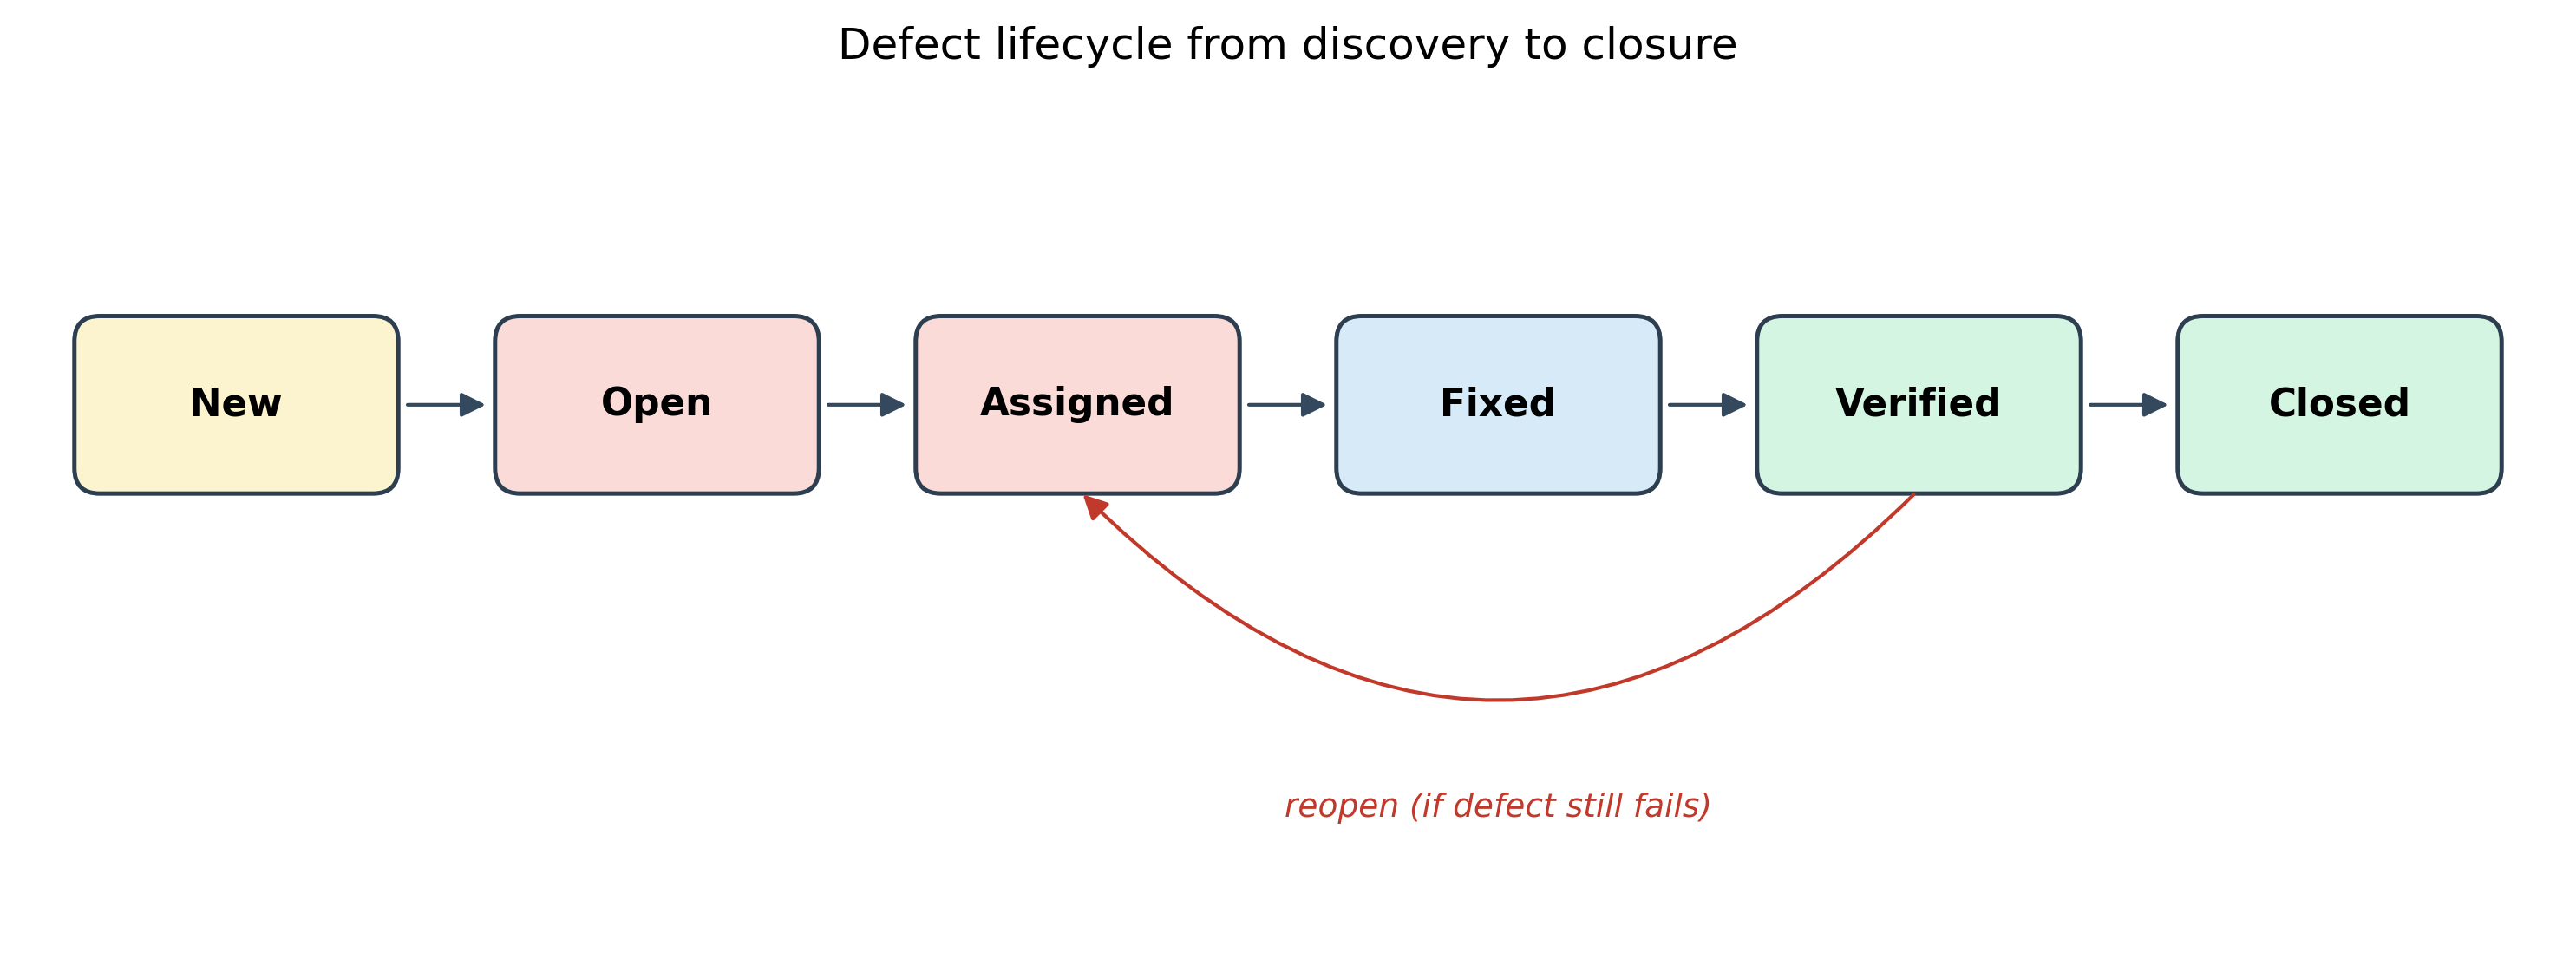 Defect lifecycle from discovery to closure
New
Open
Assigned
Fixed
Verified
Closed
reopen (if defect still fails)